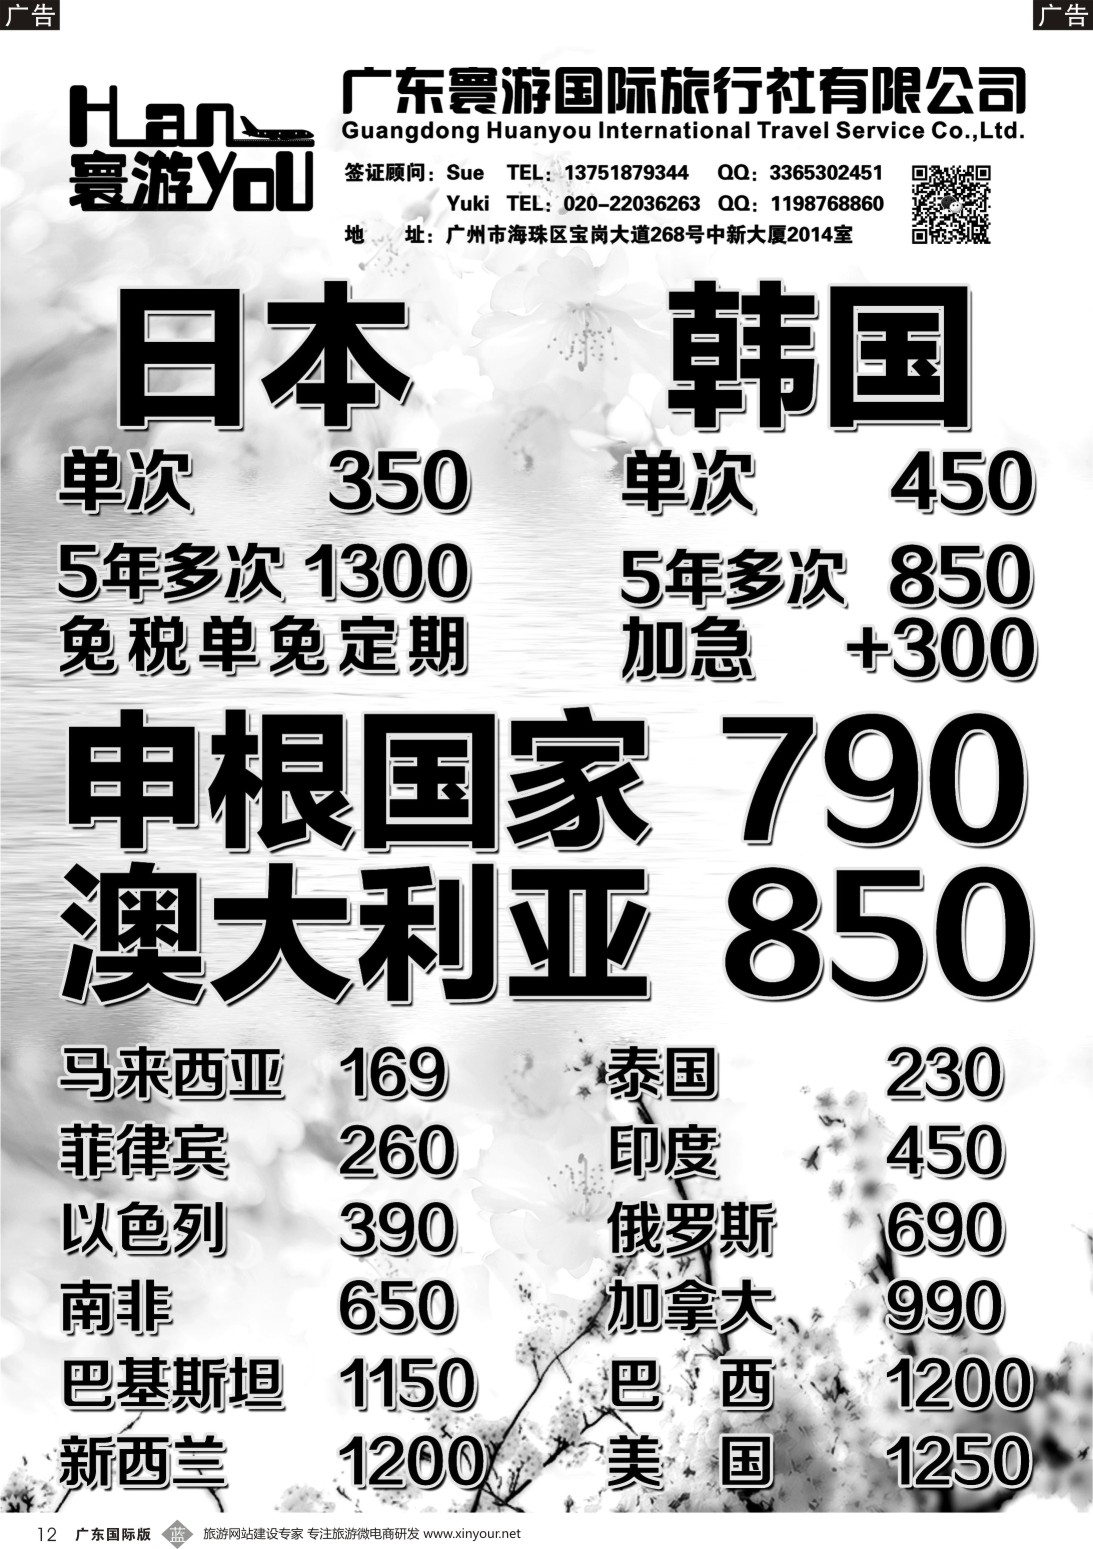 广告 广告
Han
寰游you
广东寰游国际旅行社有限公司
Guangdong Huanyou International Travel Service Co.,Ltd.
签证顾问：Sue TEL：13751879344 QQ：3365302451
Yuki TEL：020-22036263 QQ：1198768860
地 址：广州市海珠区宝岗大道268号中新大厦2014室
日本 韩国
单次 350 单次 450
5年多次 1300 5年多次 850
免税单免定期 加急 +300
申根国家 790
澳大利亚 850
马来西亚 169 泰国 230
菲律宾 260 印度 450
以色列 390 俄罗斯 690
南非 650 加拿大 990
巴基斯坦 1150 巴 西 1200
新西兰 1200 美 国 1250
12 广东国际版 蓝 旅游网站建设专家 专注旅游微电商研发 www.xinyour.net